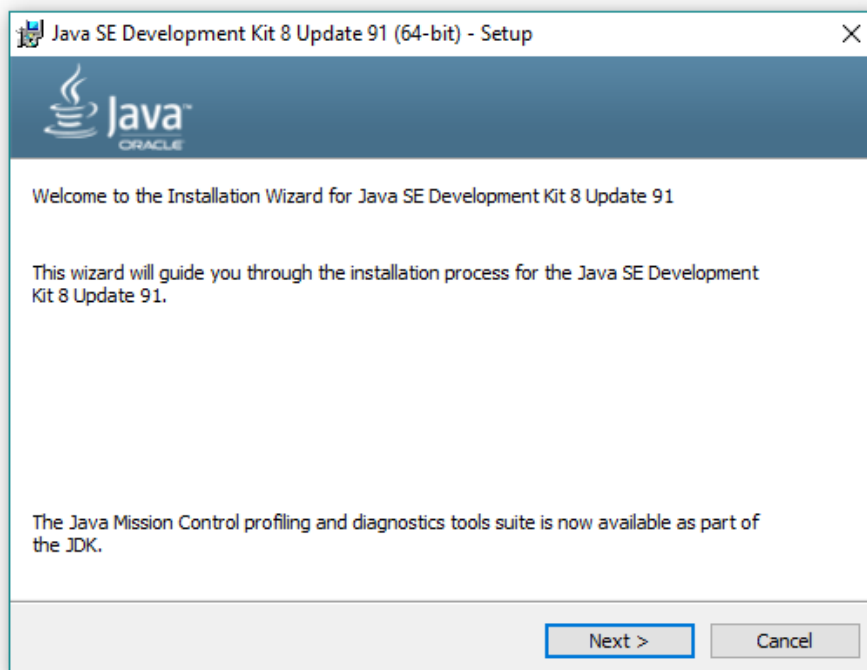 Java SE Development Kit 8 Update 91 (64-bit) - Setup
Java™
ORACLE
Welcome to the Installation Wizard for Java SE Development Kit 8 Update 91
This wizard will guide you through the installation process for the Java SE Development
Kit 8 Update 91.
The Java Mission Control profiling and diagnostics tools suite is now available as part of
the JDK.
Next >
Cancel